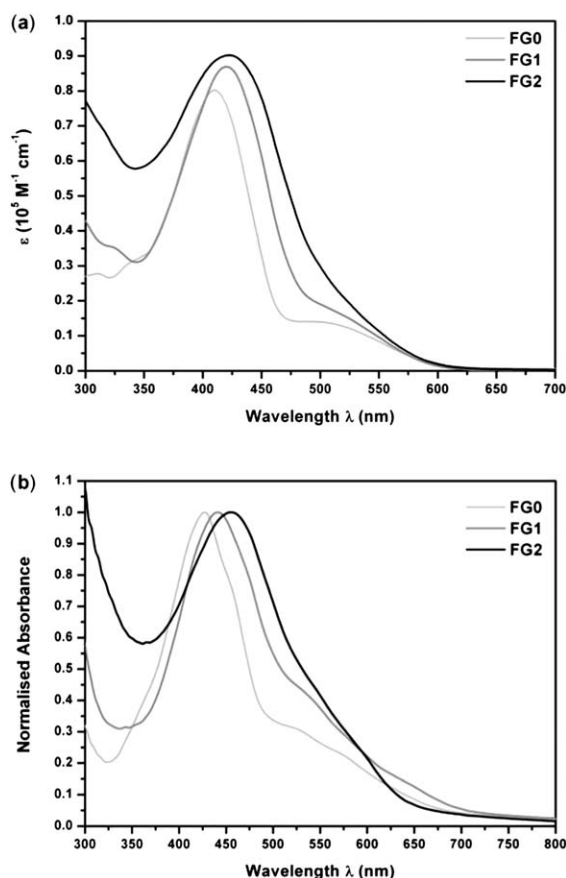 (a)
FG0
FG1
FG2
1.0
0.9
0.8
0.7
0.6
0.5
0.4
0.3
0.2
0.1
0.0
ε (10⁵ M⁻¹ cm⁻¹)
300 350 400 450 500 550 600 650 700
Wavelength λ (nm)
(b)
FG0
FG1
FG2
1.1
1.0
0.9
0.8
0.7
0.6
0.5
0.4
0.3
0.2
0.1
0.0
Normalised Absorbance
300 350 400 450 500 550 600 650 700 750 800
Wavelength λ (nm)